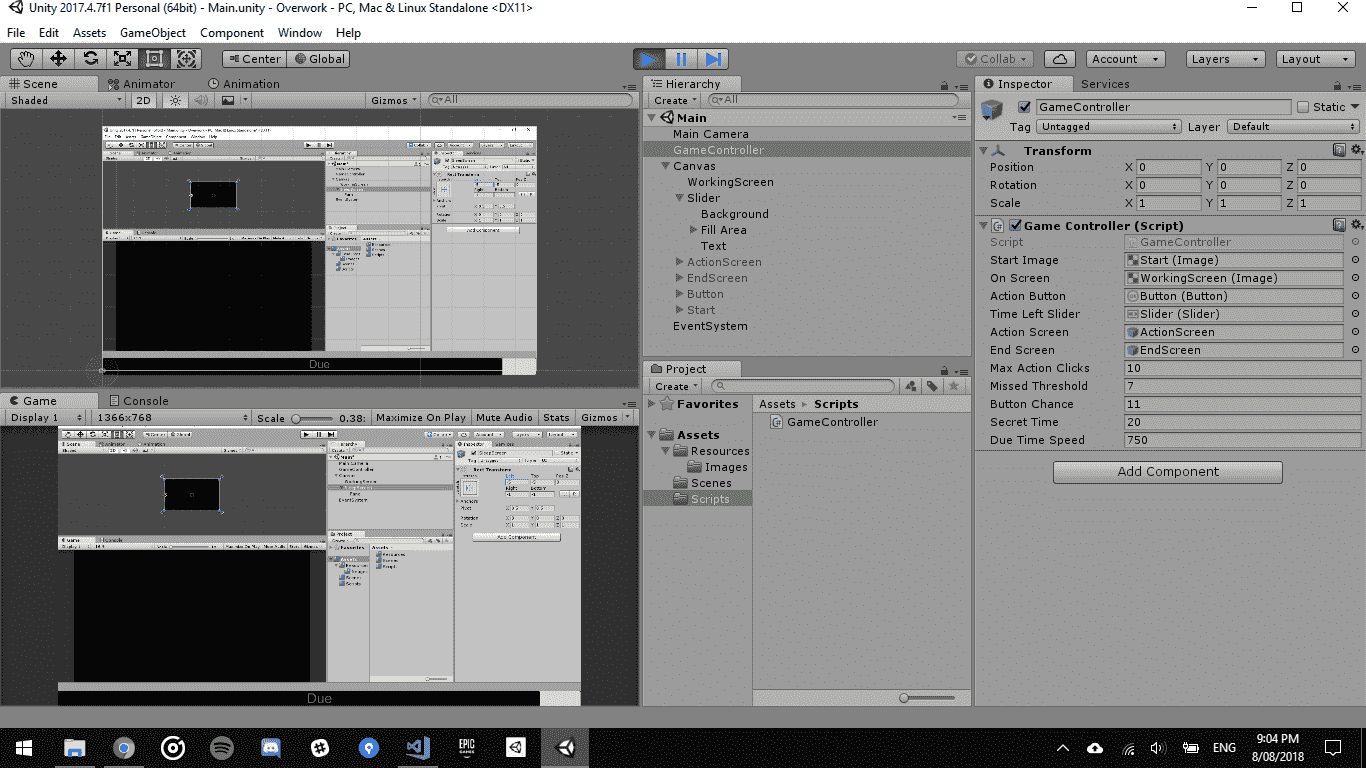 Unity 2017.4.7f1 Personal (64bit) - Main.unity - Overwork - PC, Mac & Linux Standalone <DX11>
File Edit Assets GameObject Component Window Help
Center Global
Collab Account Layers Layout
Scene Animator Animation
Shaded 2D Gizmos All
Due
Game Console
Display 1 1366x768 Scale 0.38: Maximize On Play Mute Audio Stats Gizmos
Due
Hierarchy
Create All
Main
Main Camera
GameController
Canvas
WorkingScreen
Slider
Background
Fill Area
Text
ActionScreen
EndScreen
Button
Start
EventSystem
Project
Create
Favorites
Assets
Resources
Images
Scenes
Scripts
Assets ▸ Scripts
GameController
Inspector Services
GameController Static
Tag Untagged Layer Default
Transform
Position X 0 Y 0 Z 0
Rotation X 0 Y 0 Z 0
Scale X 1 Y 1 Z 1
Game Controller (Script)
Script GameController
Start Image Start (Image)
On Screen WorkingScreen (Image)
Action Button Button (Button)
Time Left Slider Slider (Slider)
Action Screen ActionScreen
End Screen EndScreen
Max Action Clicks 10
Missed Threshold 7
Button Chance 11
Secret Time 20
Due Time Speed 750
Add Component
EPIC GAMES
ENG
9:04 PM
8/08/2018